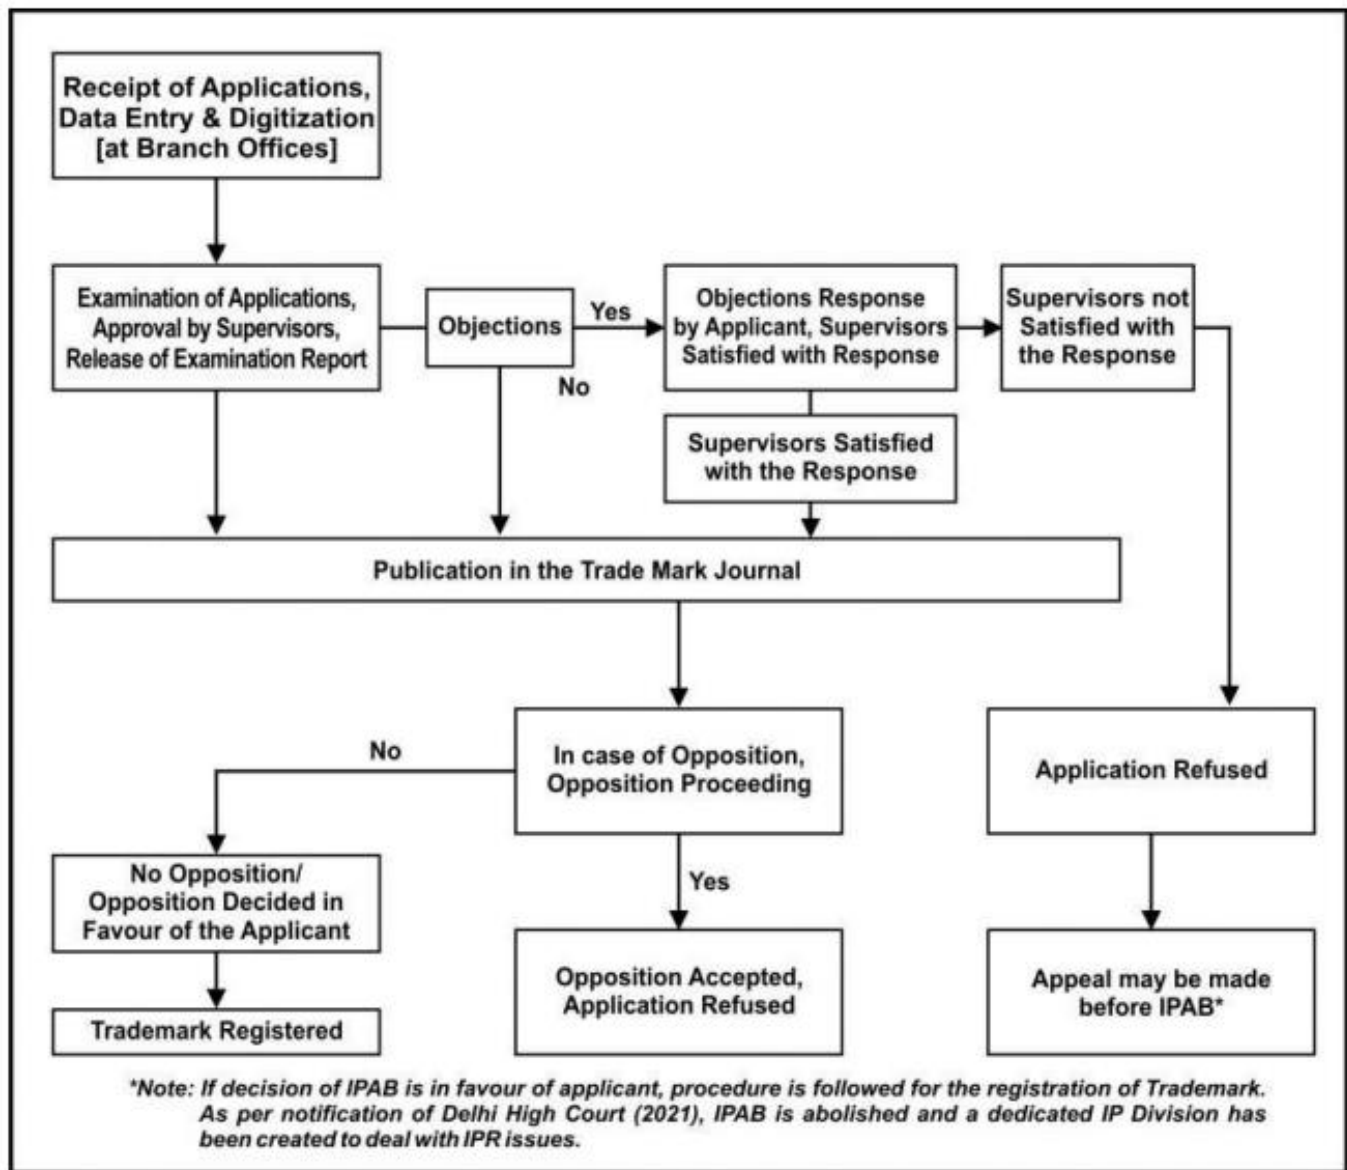 Receipt of Applications,
Data Entry & Digitization
[at Branch Offices]
Examination of Applications,
Approval by Supervisors,
Release of Examination Report
Objections
Yes
No
Objections Response
by Applicant, Supervisors
Satisfied with Response
Supervisors not
Satisfied with
the Response
Supervisors Satisfied
with the Response
Publication in the Trade Mark Journal
No
In case of Opposition,
Opposition Proceeding
Application Refused
No Opposition/
Opposition Decided in
Favour of the Applicant
Yes
Trademark Registered
Opposition Accepted,
Application Refused
Appeal may be made
before IPAB*
*Note: If decision of IPAB is in favour of applicant, procedure is followed for the registration of Trademark.
As per notification of Delhi High Court (2021), IPAB is abolished and a dedicated IP Division has
been created to deal with IPR issues.